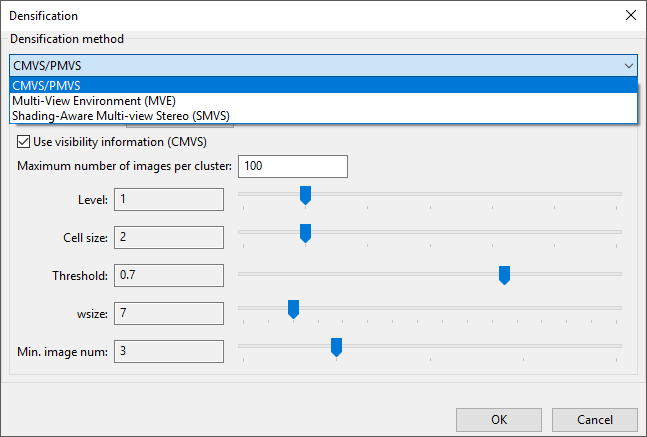 Densification
Densification method
CMVS/PMVS
CMVS/PMVS
Multi-View Environment (MVE)
Shading-Aware Multi-view Stereo (SMVS)
Use visibility information (CMVS)
Maximum number of images per cluster: 100
Level: 1
Cell size: 2
Threshold: 0.7
wsize: 7
Min. image num: 3
OK Cancel